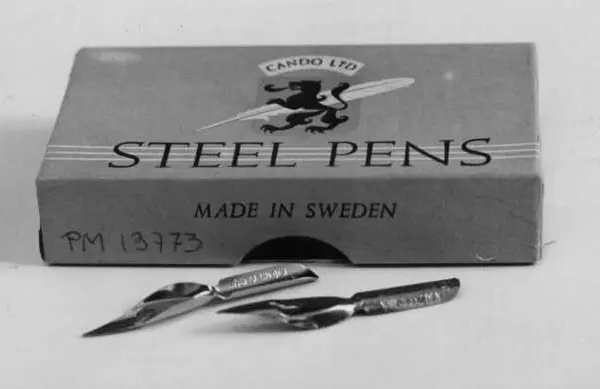 CANDO LTD
STEEL PENS
MADE IN SWEDEN
PM 13773